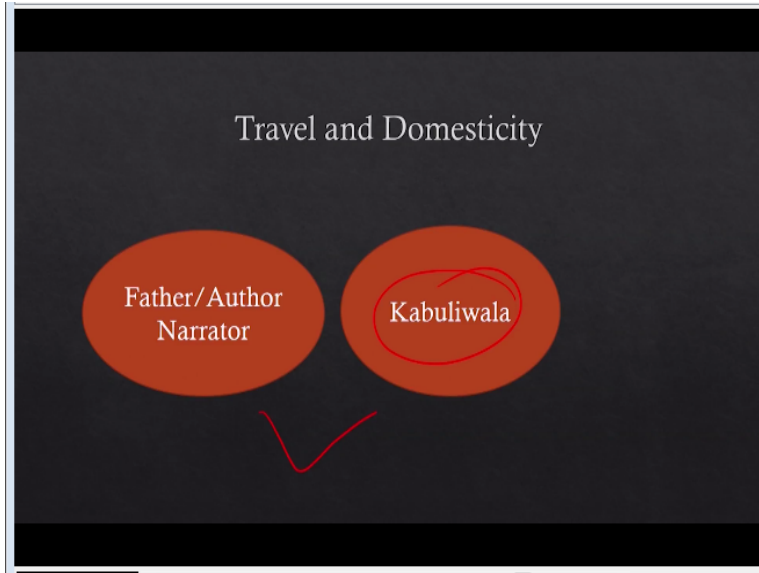 Travel and Domesticity
Father/Author
Narrator
Kabuliwala